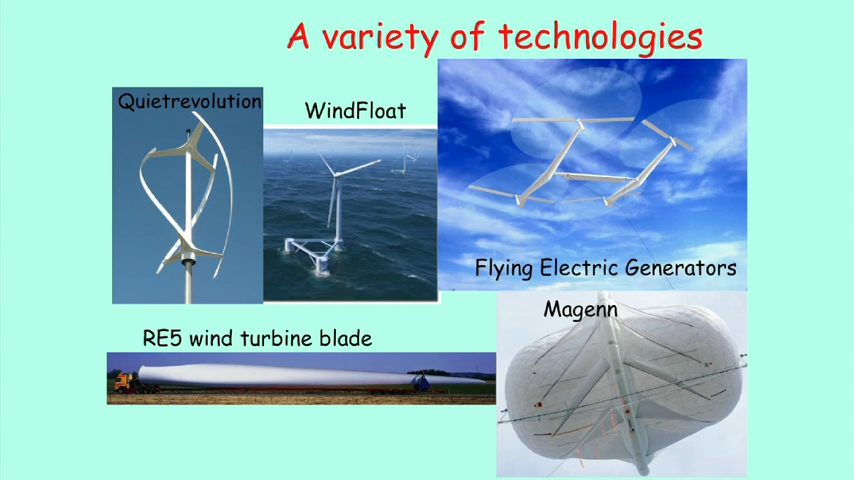 A variety of technologies
Quietrevolution
WindFloat
Flying Electric Generators
Magenn
RE5 wind turbine blade